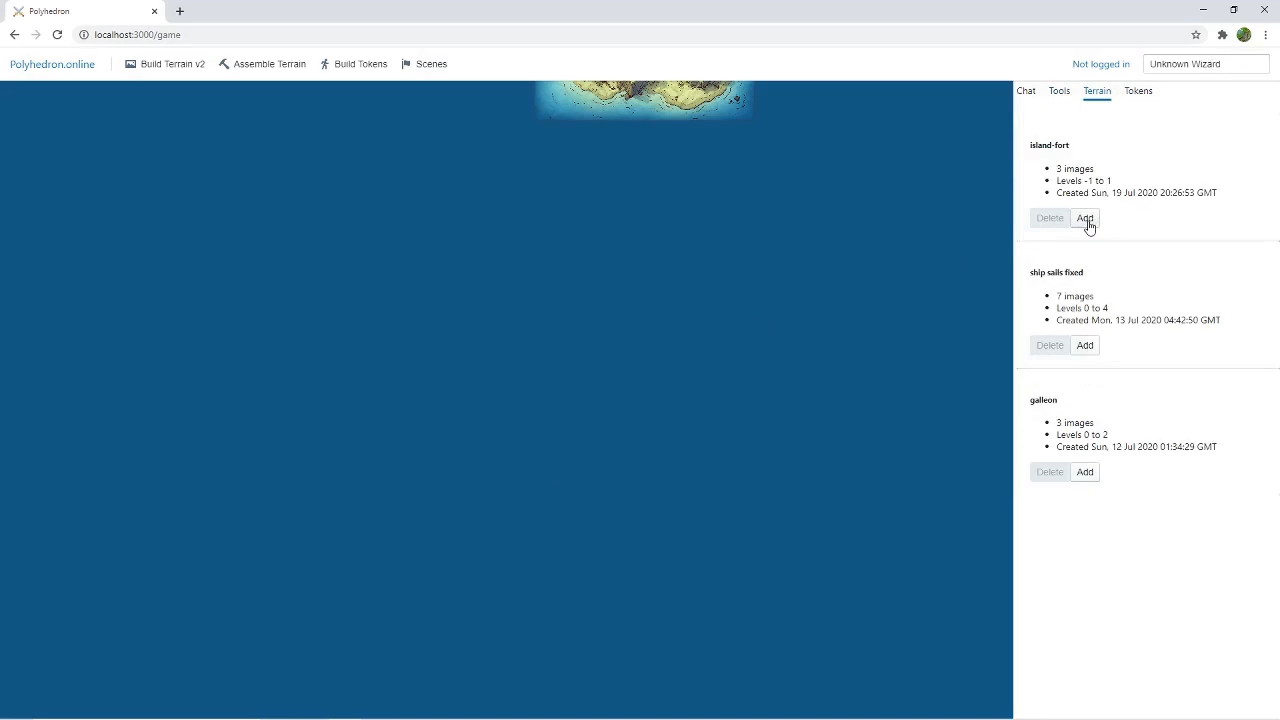 Polyhedron
localhost:3000/game
Polyhedron.online
Build Terrain v2
Assemble Terrain
Build Tokens
Scenes
Not logged in
Unknown Wizard
Chat
Tools
Terrain
Tokens
island-fort
3 images
Levels -1 to 1
Created Sun, 19 Jul 2020 20:26:53 GMT
Delete
Add
ship sails fixed
7 images
Levels 0 to 4
Created Mon, 13 Jul 2020 04:42:50 GMT
Delete
Add
galleon
3 images
Levels 0 to 2
Created Sun, 12 Jul 2020 01:34:29 GMT
Delete
Add